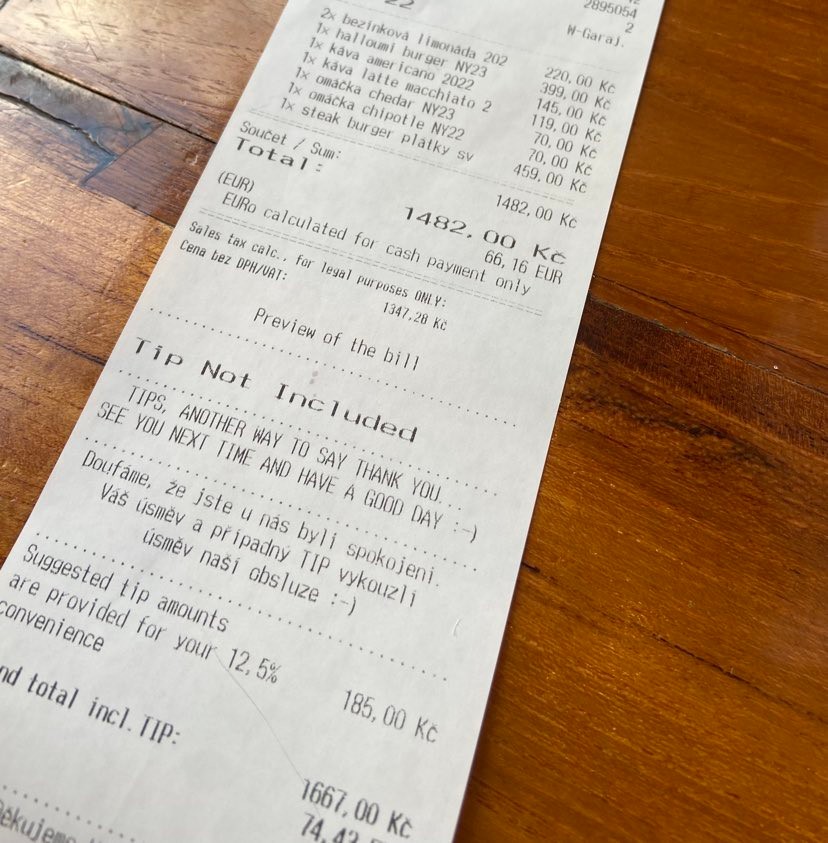 2895054
2
M-Garaj.
2x bezinková limonáda 202 220,00 Kč
1x halloumi burger NY23 399,00 Kč
1x káva americano 2022 145,00 Kč
1x káva latte macchiato 2 119,00 Kč
1x omáčka chedar NY23 70,00 Kč
1x omáčka chipotle NY22 70,00 Kč
1x steak burger plátky sv 459,00 Kč
Součet / Sum: 1482,00 Kč
Total: 1482,00 Kč
(EUR) 66,16 EUR
EURo calculated for cash payment only
Sales tax calc., for legal purposes ONLY:
Cena bez DPH/VAT: 1347,28 Kč
Preview of the bill
Tip Not Included
TIPS, ANOTHER WAY TO SAY THANK YOU...
SEE YOU NEXT TIME AND HAVE A GOOD DAY :-)
Doufáme, že jste u nás byli spokojeni.
Váš úsměv a případný TIP vykouzlí
úsměv naší obsluze :-)
Suggested tip amounts
are provided for your 12,5%
convenience 185,00 Kč
nd total incl.TIP:
1667,00 Kč
74,43